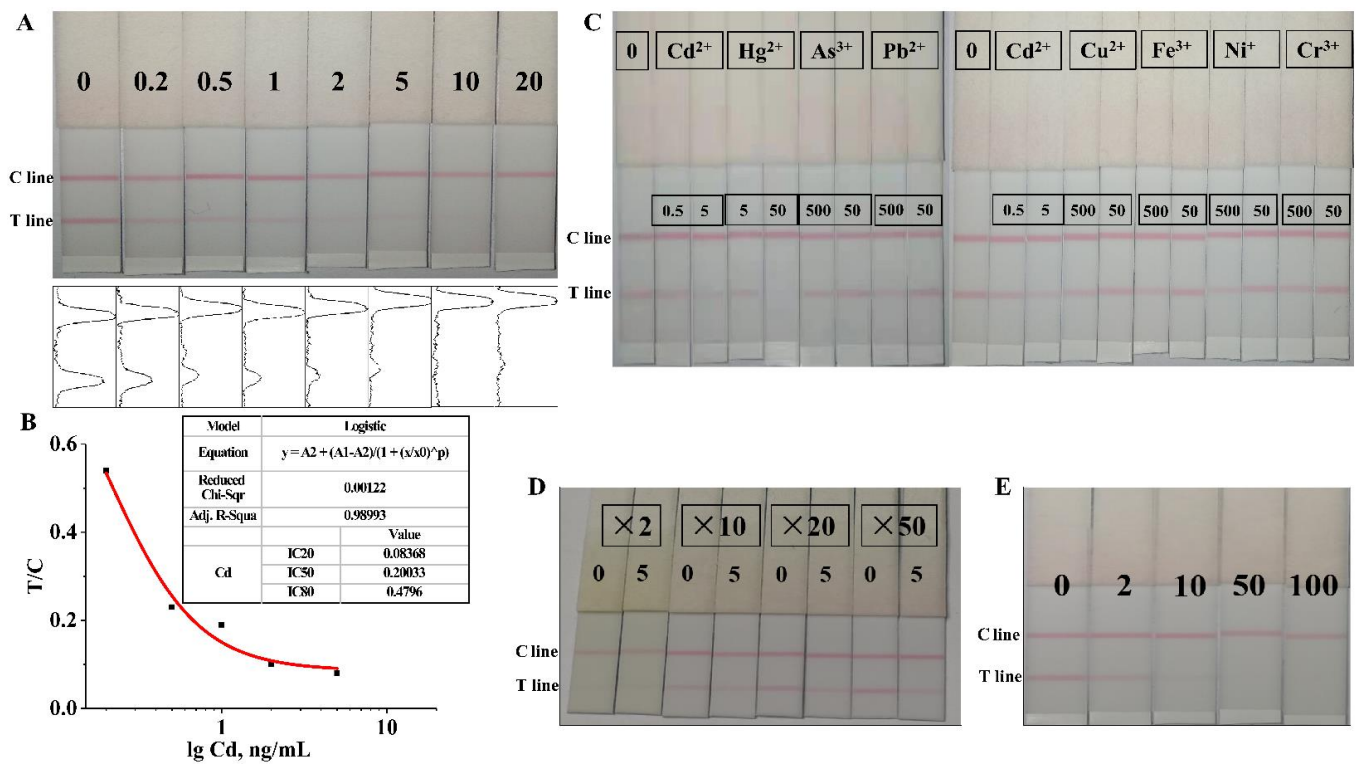 A
0 0.2 0.5 1 2 5 10 20
C line
T line
B
Model Logistic
Equation y = A2 + (A1-A2)/(1 + (x/x0)^p)
Reduced
Chi-Sqr 0.00122
Adj. R-Squa 0.98993
Value
Cd
IC20 0.08368
IC50 0.20033
IC80 0.4796
T/C
0.6
0.4
0.2
0.0
1 10
lg Cd, ng/mL
C
0 Cd²⁺ Hg²⁺ As³⁺ Pb²⁺ 0 Cd²⁺ Cu²⁺ Fe³⁺ Ni⁺ Cr³⁺
0.5 5 5 50 500 50 500 50 0.5 5 500 50 500 50 500 50 500 50
C line
T line
D
×2 ×10 ×20 ×50
0 5 0 5 0 5 0 5
C line
T line
E
0 2 10 50 100
C line
T line